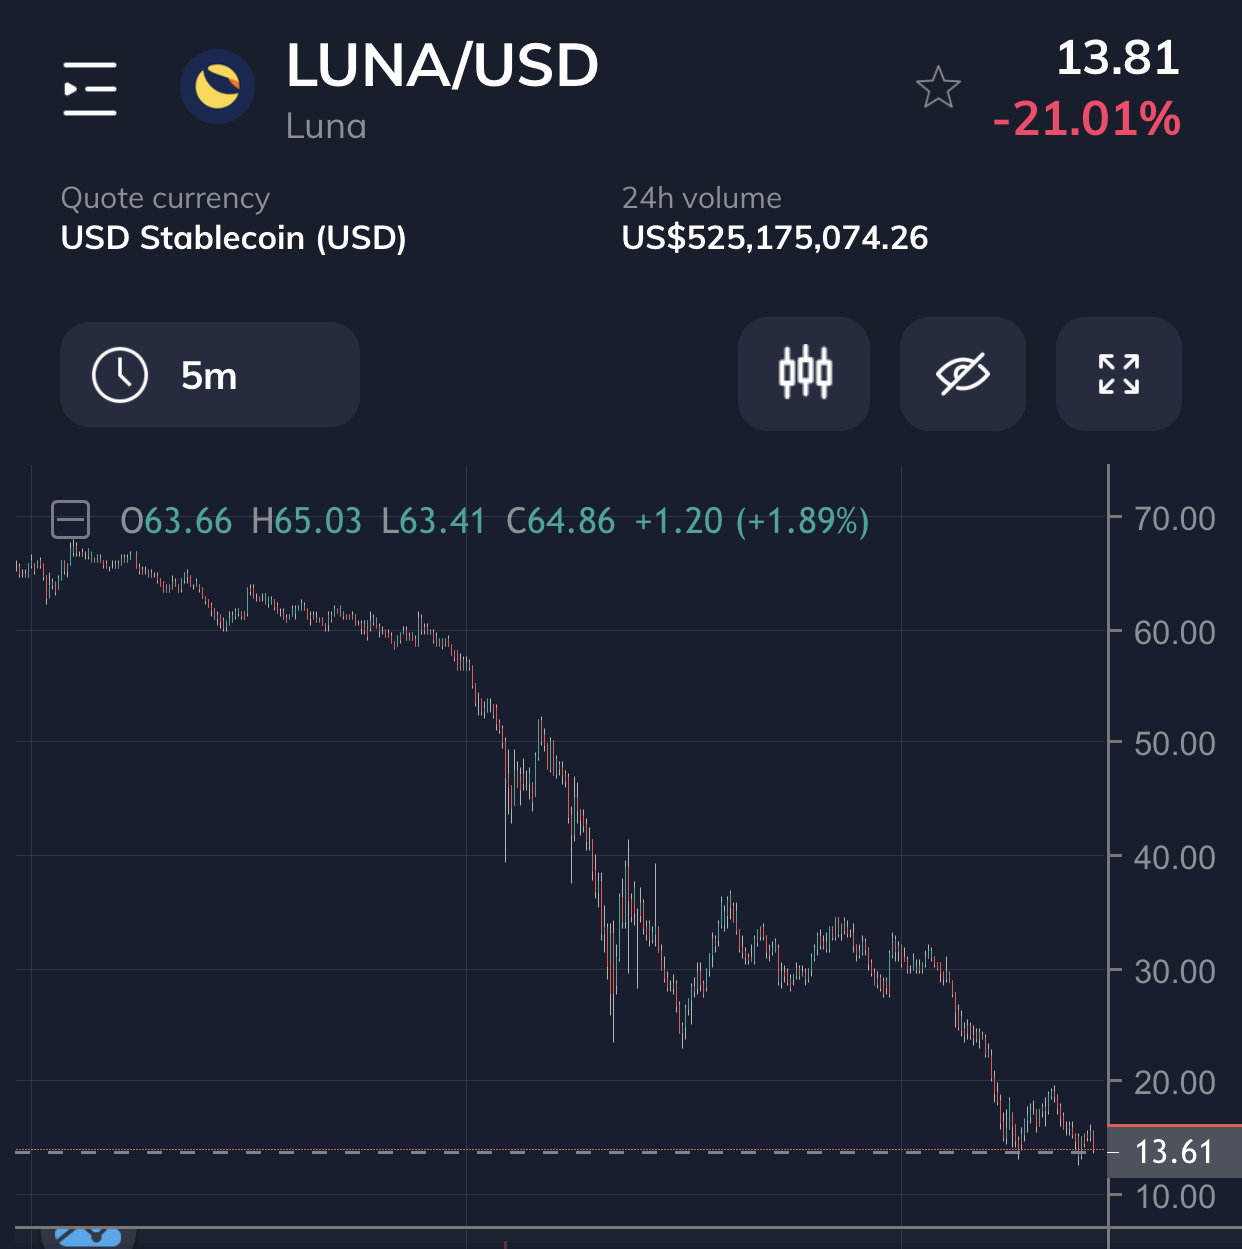 LUNA/USD
Luna
13.81
-21.01%
Quote currency
USD Stablecoin (USD)
24h volume
US$525,175,074.26
5m
O63.66 H65.03 L63.41 C64.86 +1.20 (+1.89%)
70.00
60.00
50.00
40.00
30.00
20.00
13.61
10.00